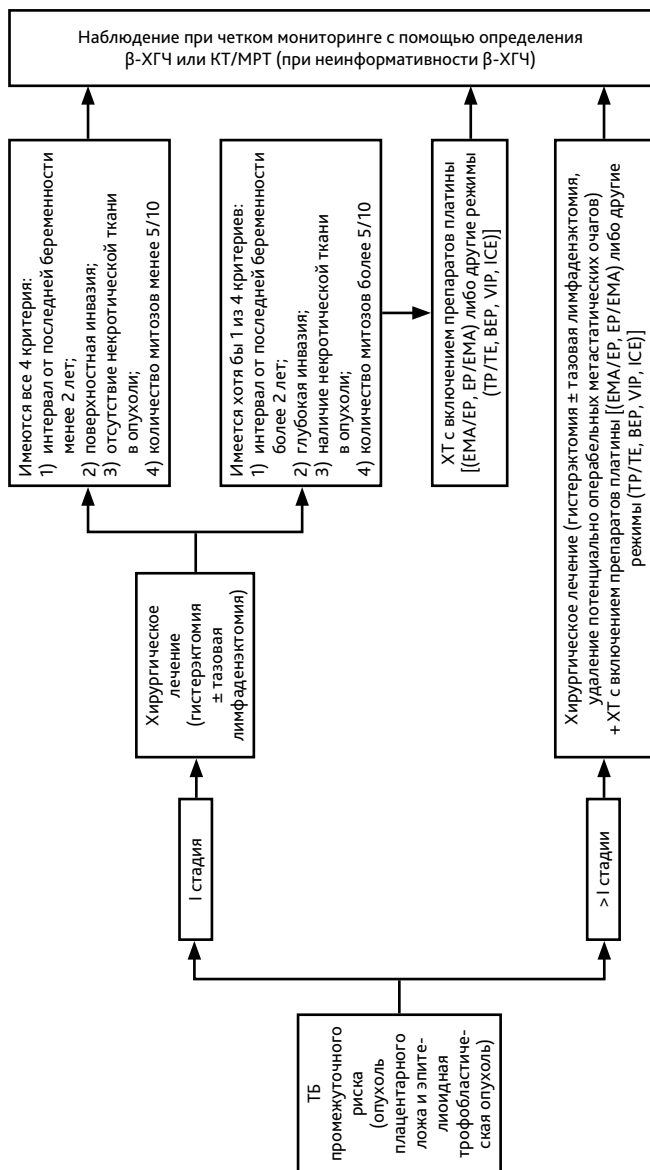 ТБ
промежуточного
риска
(опухоль
плацентарного
ложа и эпите-
лиоидная
трофобластиче-
ская опухоль)
I стадия
Хирургическое
лечение
(гистерэктомия
± тазовая
лимфаденэктомия)
Имеются все 4 критерия:
1) интервал от последней беременности
менее 2 лет;
2) поверхностная инвазия;
3) отсутствие некротической ткани
в опухоли;
4) количество митозов менее 5/10
Имеется хотя бы 1 из 4 критериев:
1) интервал от последней беременности
более 2 лет;
2) глубокая инвазия;
3) наличие некротической ткани
в опухоли;
4) количество митозов более 5/10
ХТ с включением препаратов платины
[(EMA/EP, EP/EMA) либо другие режимы
(TP/TE, BEP, VIP, ICE)]
> I стадии
Хирургическое лечение (гистерэктомия ± тазовая лимфаденэктомия,
удаление потенциально операбельных метастатических очагов)
+ ХТ с включением препаратов платины [(EMA/EP, EP/EMA) либо другие
режимы (TP/TE, BEP, VIP, ICE)]
Наблюдение при четком мониторинге с помощью определения
β-ХГЧ или КТ/МРТ (при неинформативности β-ХГЧ)